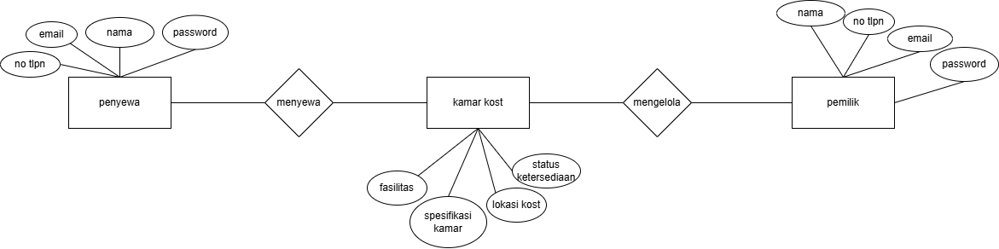 email
nama
password
no tlpn
penyewa
menyewa
kamar kost
mengelola
pemilik
nama
no tlpn
email
password
fasilitas
spesifikasi
kamar
lokasi kost
status
ketersediaan